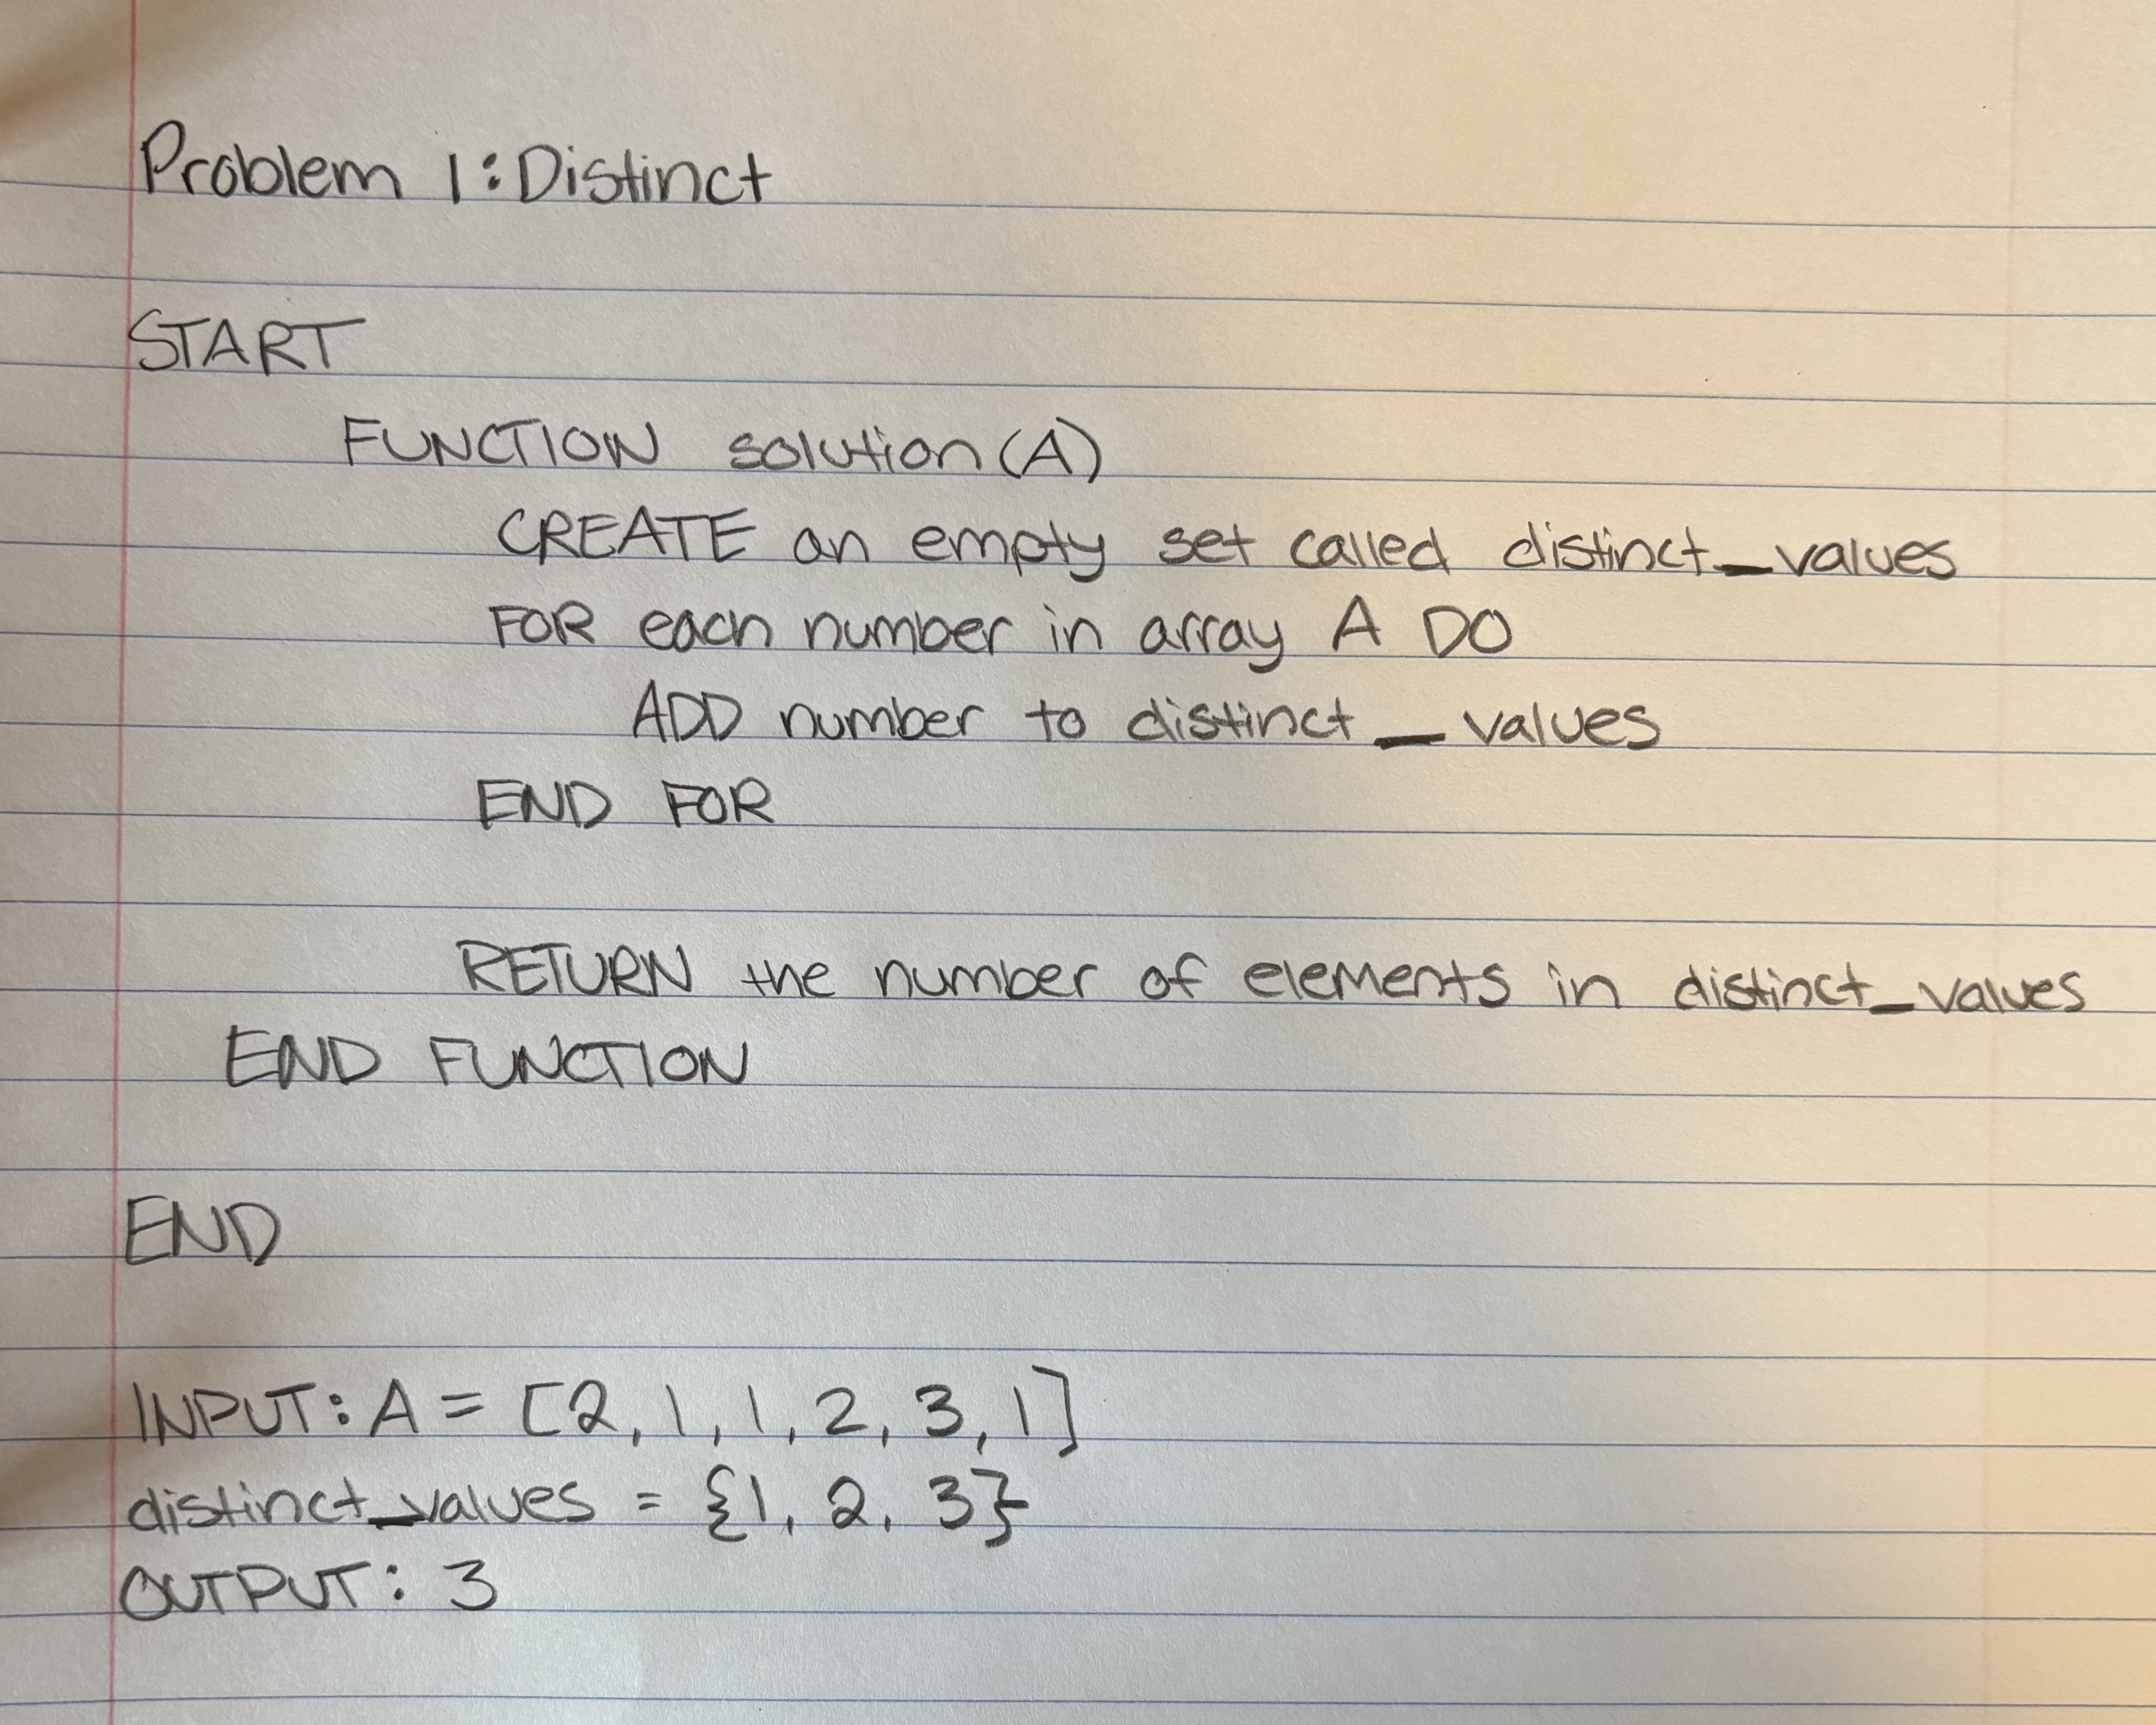 Problem 1: Distinct
START
FUNCTION solution(A)
CREATE an empty set called distinct_values
FOR each number in array A DO
ADD number to distinct_values
END FOR
RETURN the number of elements in distinct_values
END FUNCTION
END
INPUT: A = [2, 1, 1, 2, 3, 1]
distinct_values = {1, 2, 3}
OUTPUT: 3